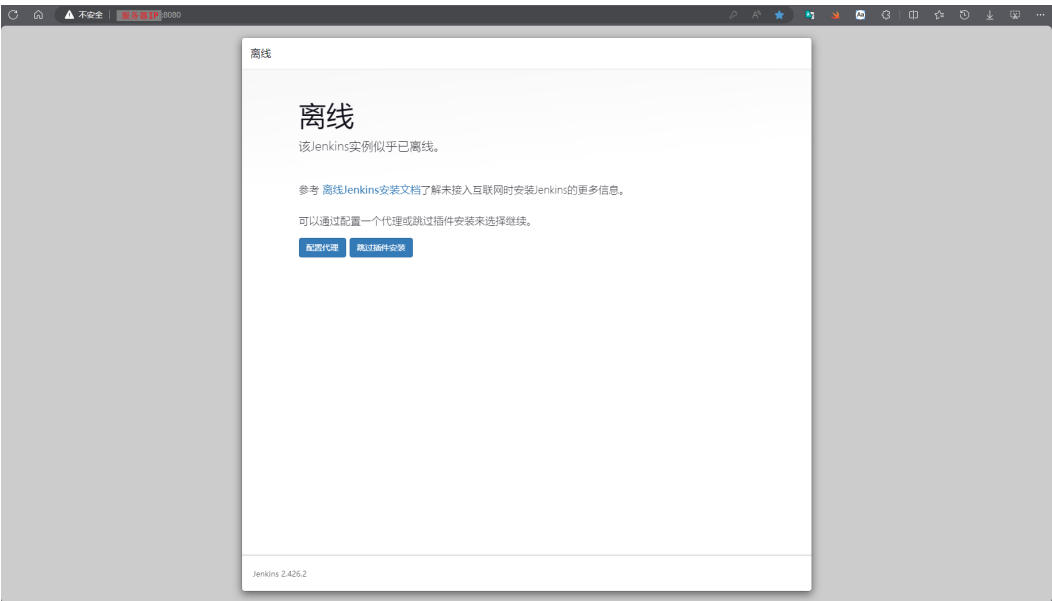 不安全 服务器IP:8080
离线
离线
该Jenkins实例似乎已离线。
参考 离线Jenkins安装文档了解未接入互联网时安装Jenkins的更多信息。
可以通过配置一个代理或跳过插件安装来选择继续。
配置代理 跳过插件安装
Jenkins 2.426.2